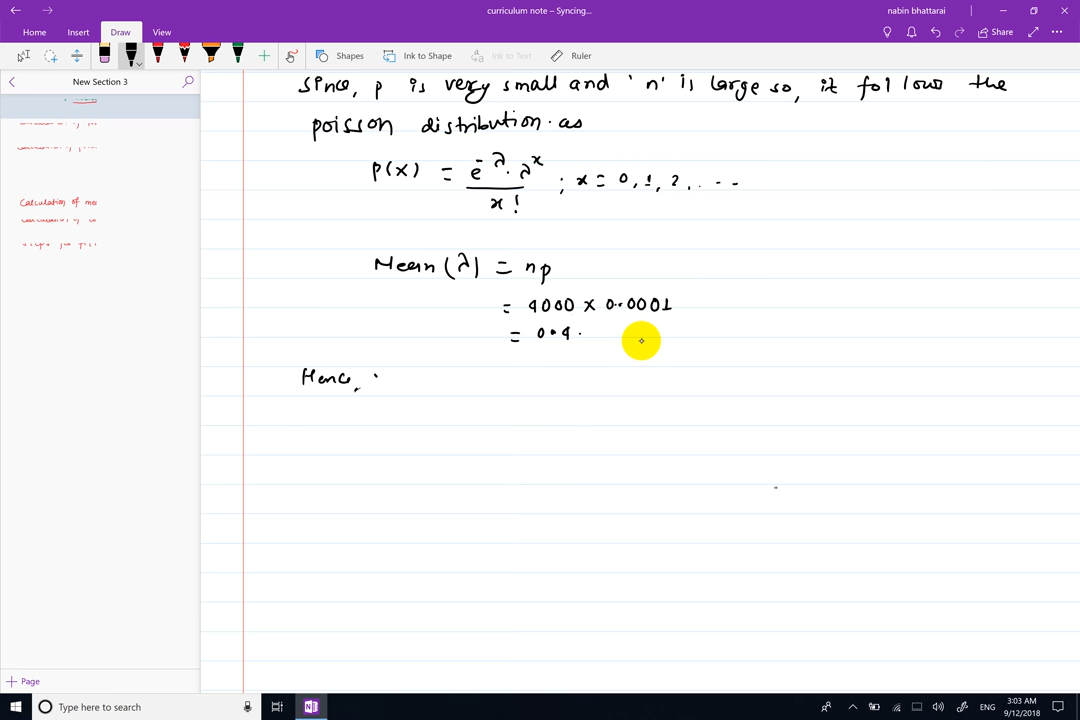 curriculum note – Syncing...
nabin bhattarai
Home Insert Draw View
Share
Shapes Ink to Shape Ink to Text Ruler
New Section 3
Calculation of
since, p is very small and 'n' is large so, it follows the
poisson distribution. as
P(x) = e^-λ . λ^x / x! ; x = 0, 1, 2, ...
Mean (λ) = np
= 4000 × 0.0001
= 0.4.
Hence,
+ Page
Type here to search
ENG
3:03 AM
9/12/2018